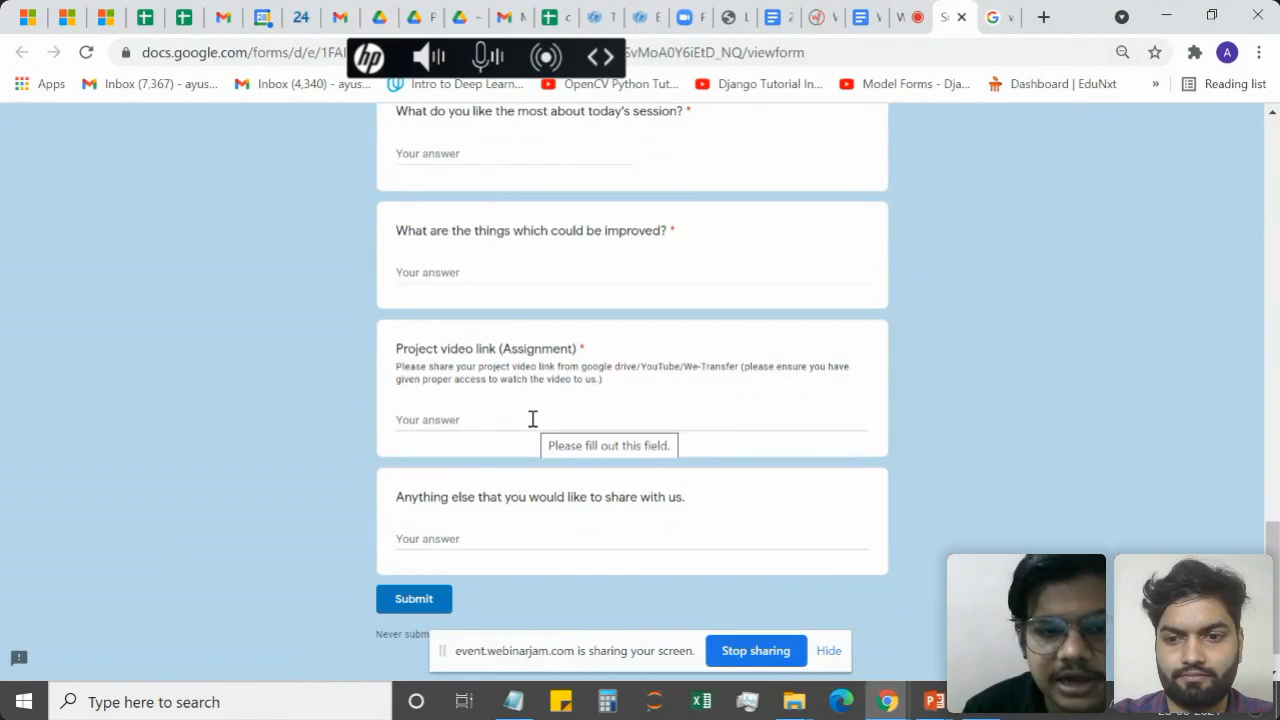 28
24
docs.google.com/forms/d/e/1FAI
SvMoA0Y6iEtD_NQ/viewform
hp
A
Apps
Inbox (7,367) - ayus...
Inbox (4,340) - ayus...
Intro to Deep Learn...
OpenCV Python Tut...
Django Tutorial In...
Model Forms - Dja...
Dashboard | EduNxt
»
Reading list
What do you like the most about today's session? *
Your answer
What are the things which could be improved? *
Your answer
Project video link (Assignment) *
Please share your project video link from google drive/YouTube/We-Transfer (please ensure you have
given proper access to watch the video to us.)
Your answer
Please fill out this field.
Anything else that you would like to share with us.
Your answer
Submit
Never subm
event.webinarjam.com is sharing your screen.
Stop sharing
Hide
Type here to search